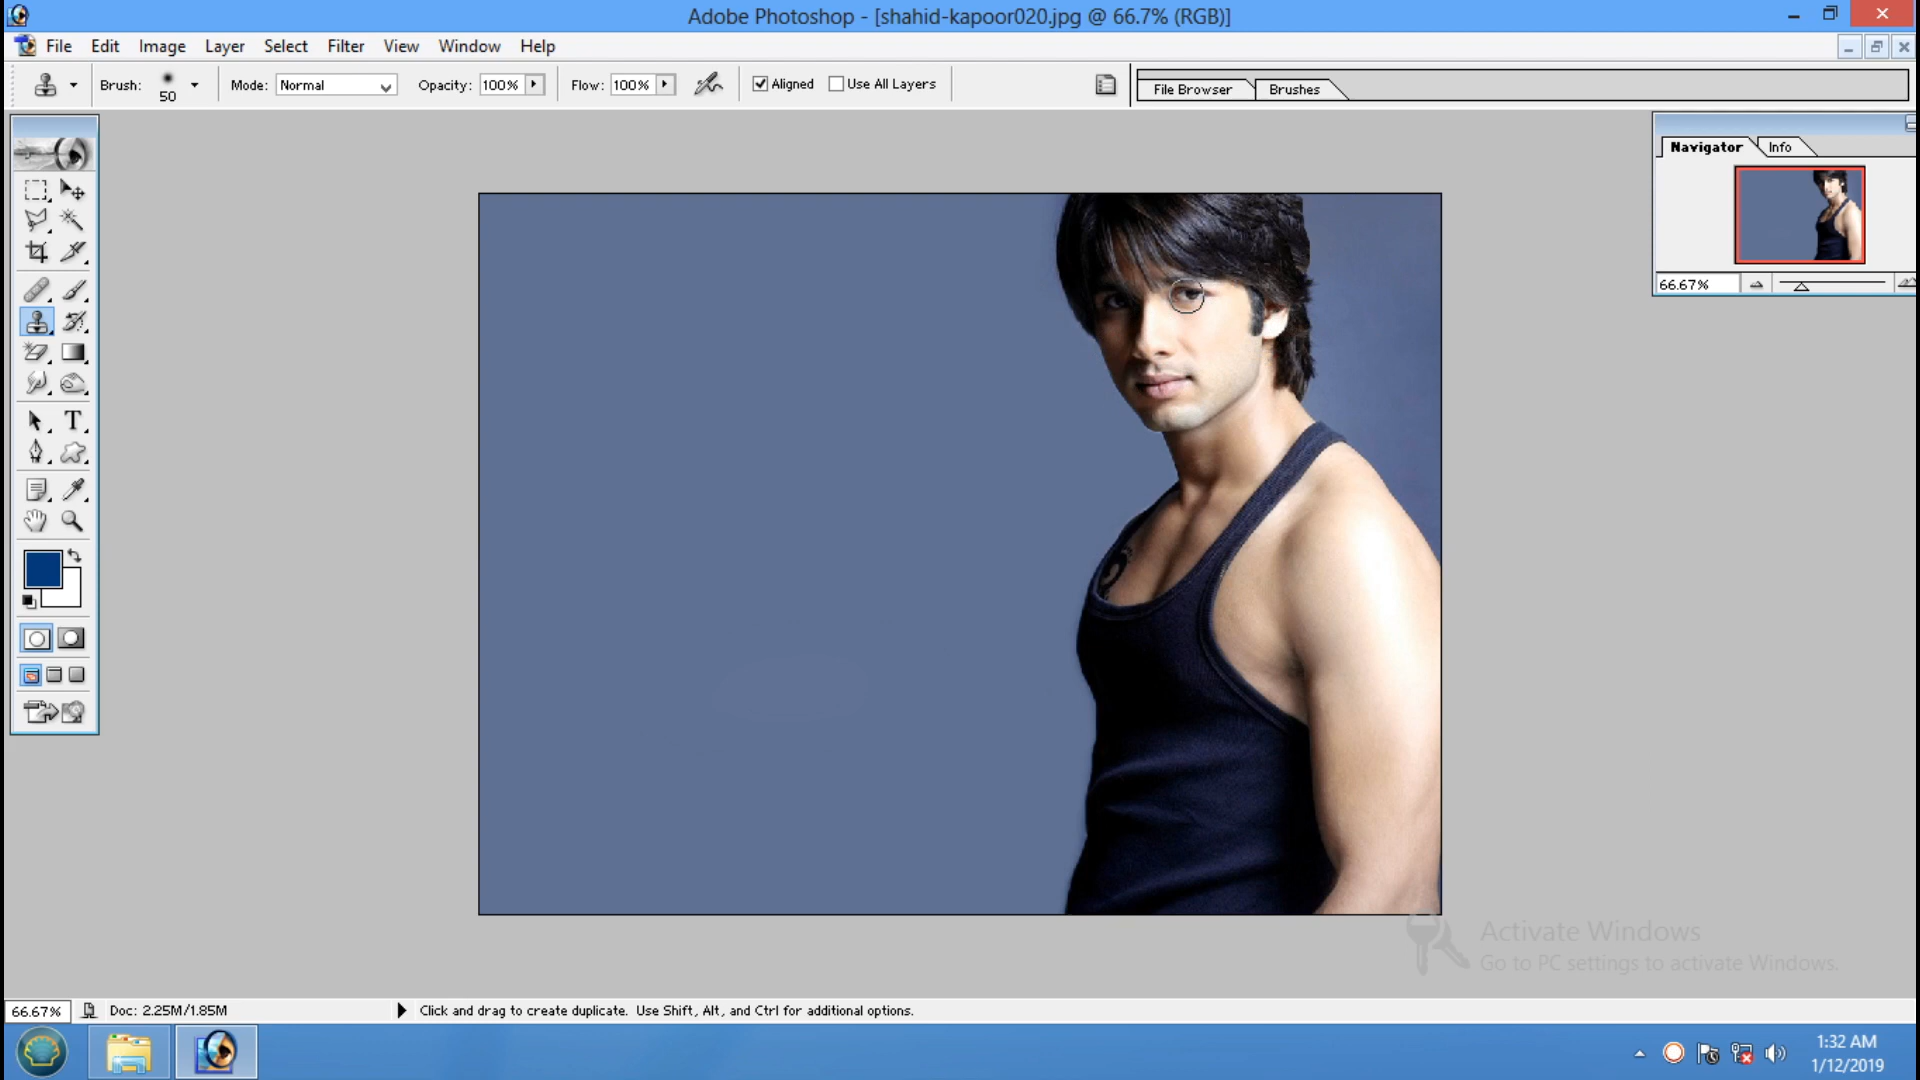 Adobe Photoshop - [shahid-kapoor020.jpg @ 66.7% (RGB)]
File Edit Image Layer Select Filter View Window Help
Brush: 50 Mode: Normal Opacity: 100% Flow: 100% Aligned Use All Layers File Browser Brushes
Navigator Info
66.67%
Activate Windows
Go to PC settings to activate Windows.
66.67% Doc: 2.25M/1.85M Click and drag to create duplicate. Use Shift, Alt, and Ctrl for additional options.
1:32 AM
1/12/2019